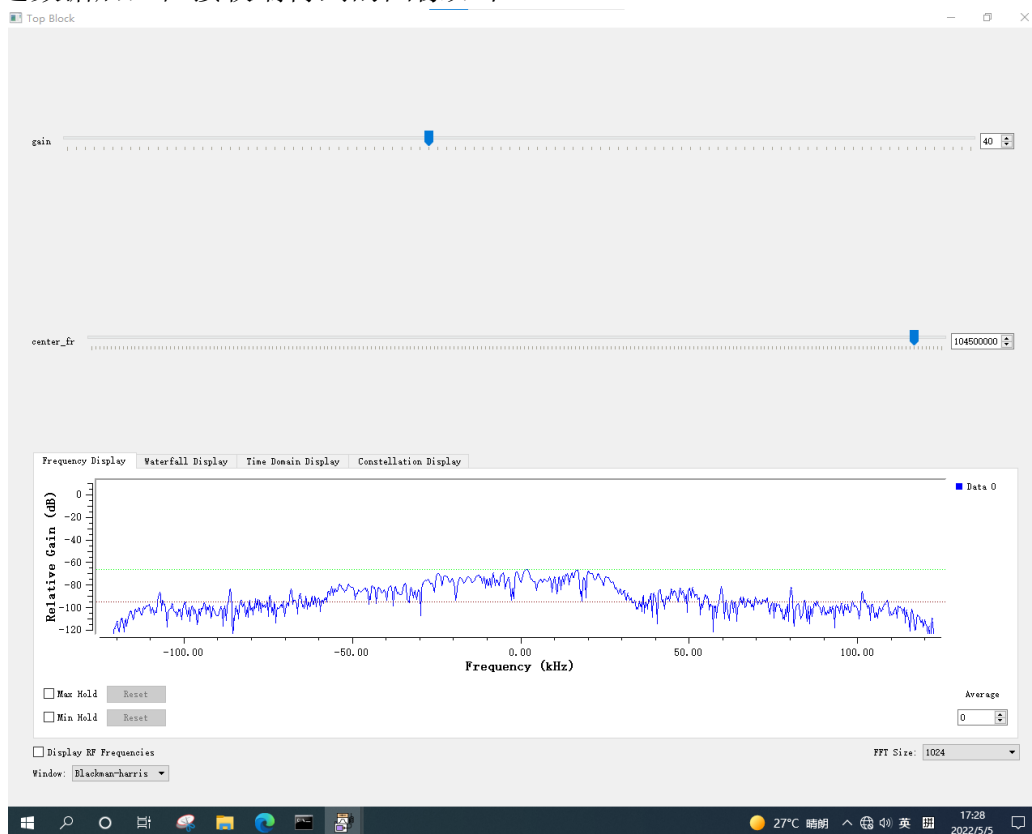 Top Block
gain
40
center_fr
104500000
Frequency Display Waterfall Display Time Domain Display Constellation Display
Relative Gain (dB)
0
-20
-40
-60
-80
-100
-120
Data 0
-100.00 -50.00 0.00 50.00 100.00
Frequency (kHz)
Max Hold Reset
Average
Min Hold Reset
0
Display RF Frequencies
FFT Size: 1024
Window: Blackman-harris
27°C 晴朗 英 拼 17:28
2022/5/5